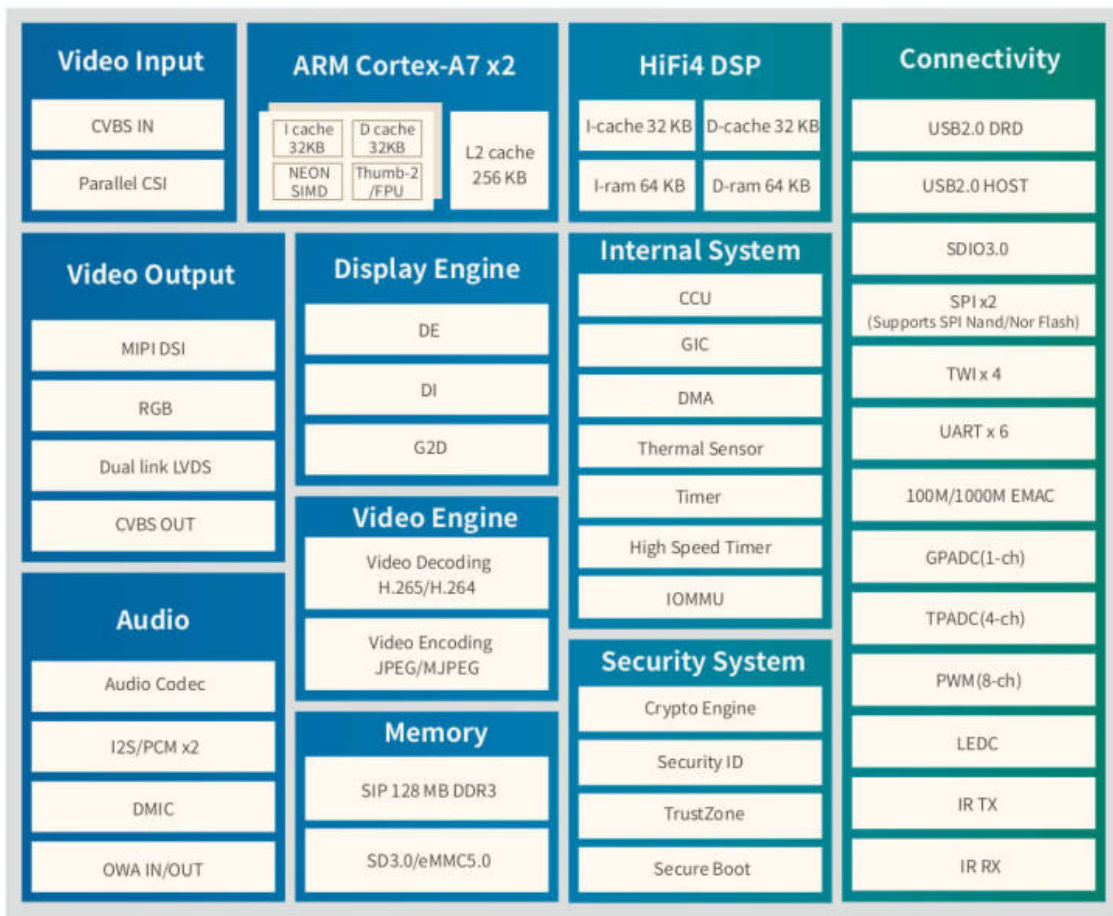 Video Input
CVBS IN
Parallel CSI
ARM Cortex-A7 x2
I cache
32KB
D cache
32KB
NEON
SIMD
Thumb-2
/FPU
L2 cache
256 KB
HiFi4 DSP
I-cache 32 KB
D-cache 32 KB
I-ram 64 KB
D-ram 64 KB
Connectivity
USB2.0 DRD
USB2.0 HOST
SDIO3.0
SPI x2
(Supports SPI Nand/Nor Flash)
TWI x 4
UART x 6
100M/1000M EMAC
GPADC(1-ch)
TPADC(4-ch)
PWM(8-ch)
LEDC
IR TX
IR RX
Video Output
MIPI DSI
RGB
Dual link LVDS
CVBS OUT
Display Engine
DE
DI
G2D
Internal System
CCU
GIC
DMA
Thermal Sensor
Timer
High Speed Timer
IOMMU
Video Engine
Video Decoding
H.265/H.264
Video Encoding
JPEG/MJPEG
Audio
Audio Codec
I2S/PCM x2
DMIC
OWA IN/OUT
Memory
SIP 128 MB DDR3
SD3.0/eMMC5.0
Security System
Crypto Engine
Security ID
TrustZone
Secure Boot